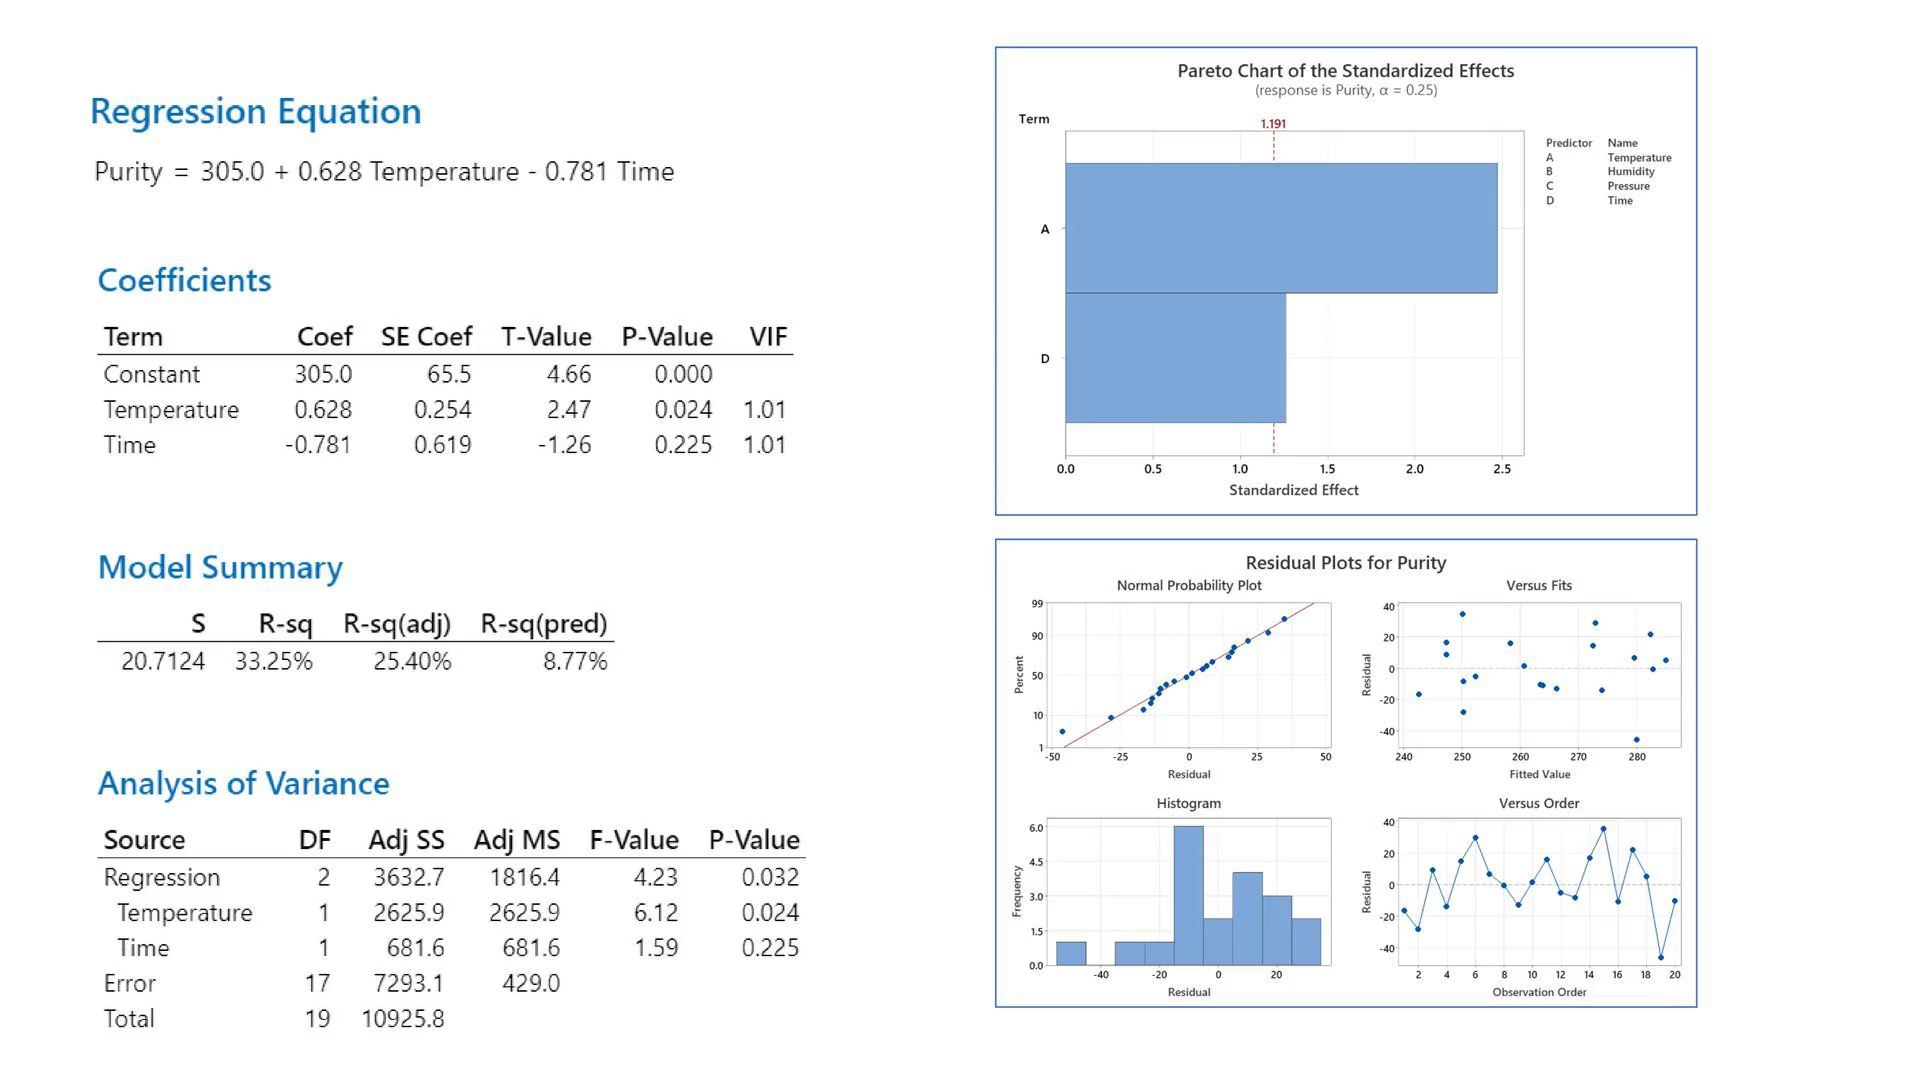 Regression Equation
Purity = 305.0 + 0.628 Temperature - 0.781 Time
Coefficients
Term Coef SE Coef T-Value P-Value VIF
Constant 305.0 65.5 4.66 0.000
Temperature 0.628 0.254 2.47 0.024 1.01
Time -0.781 0.619 -1.26 0.225 1.01
Model Summary
S R-sq R-sq(adj) R-sq(pred)
20.7124 33.25% 25.40% 8.77%
Analysis of Variance
Source DF Adj SS Adj MS F-Value P-Value
Regression 2 3632.7 1816.4 4.23 0.032
Temperature 1 2625.9 2625.9 6.12 0.024
Time 1 681.6 681.6 1.59 0.225
Error 17 7293.1 429.0
Total 19 10925.8
Pareto Chart of the Standardized Effects
(response is Purity, α = 0.25)
Term
1.191
A
D
0.0 0.5 1.0 1.5 2.0 2.5
Standardized Effect
Predictor Name
A Temperature
B Humidity
C Pressure
D Time
Residual Plots for Purity
Normal Probability Plot
99
90
50
10
1
Percent
-50 -25 0 25 50
Residual
Versus Fits
40
20
0
-20
-40
Residual
240 250 260 270 280
Fitted Value
Histogram
6.0
4.5
3.0
1.5
0.0
Frequency
-40 -20 0 20
Residual
Versus Order
40
20
0
-20
-40
Residual
2 4 6 8 10 12 14 16 18 20
Observation Order